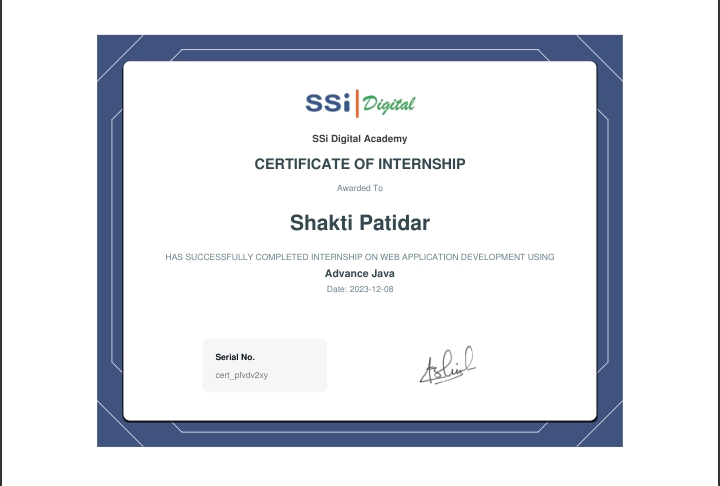 SSi Digital
SSi Digital Academy
CERTIFICATE OF INTERNSHIP
Awarded To
Shakti Patidar
HAS SUCCESSFULLY COMPLETED INTERNSHIP ON WEB APPLICATION DEVELOPMENT USING
Advance Java
Date: 2023-12-08
Serial No.
cert_pfvdv2xy